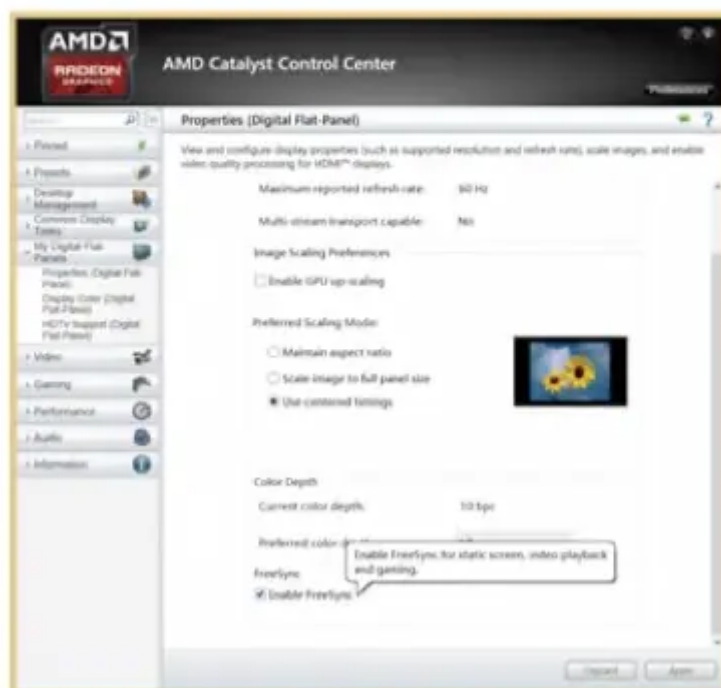 AMD
RADEON
GRAPHICS
AMD Catalyst Control Center
Preferences
Search
Properties (Digital Flat-Panel)
?
View and configure display properties (such as supported resolution and refresh rate), scale images, and enable
video quality processing for HDMI™ displays.
Pinned
Presets
Desktop
Management
Common Display
Tasks
My Digital Flat-
Panels
Properties (Digital Flat-
Panel)
Display Color (Digital
Flat-Panel)
HDTV Support (Digital
Flat-Panel)
Video
Gaming
Performance
Audio
Information
Maximum reported refresh rate: 60 Hz
Multi-stream transport capable: No
Image Scaling Preferences
Enable GPU up-scaling
Preferred Scaling Mode:
Maintain aspect ratio
Scale image to full panel size
Use centered timings
Color Depth
Current color depth: 10 bpc
Preferred color
Enable FreeSync for static screen, video playback
and gaming.
FreeSync
Enable FreeSync
Discard Apply